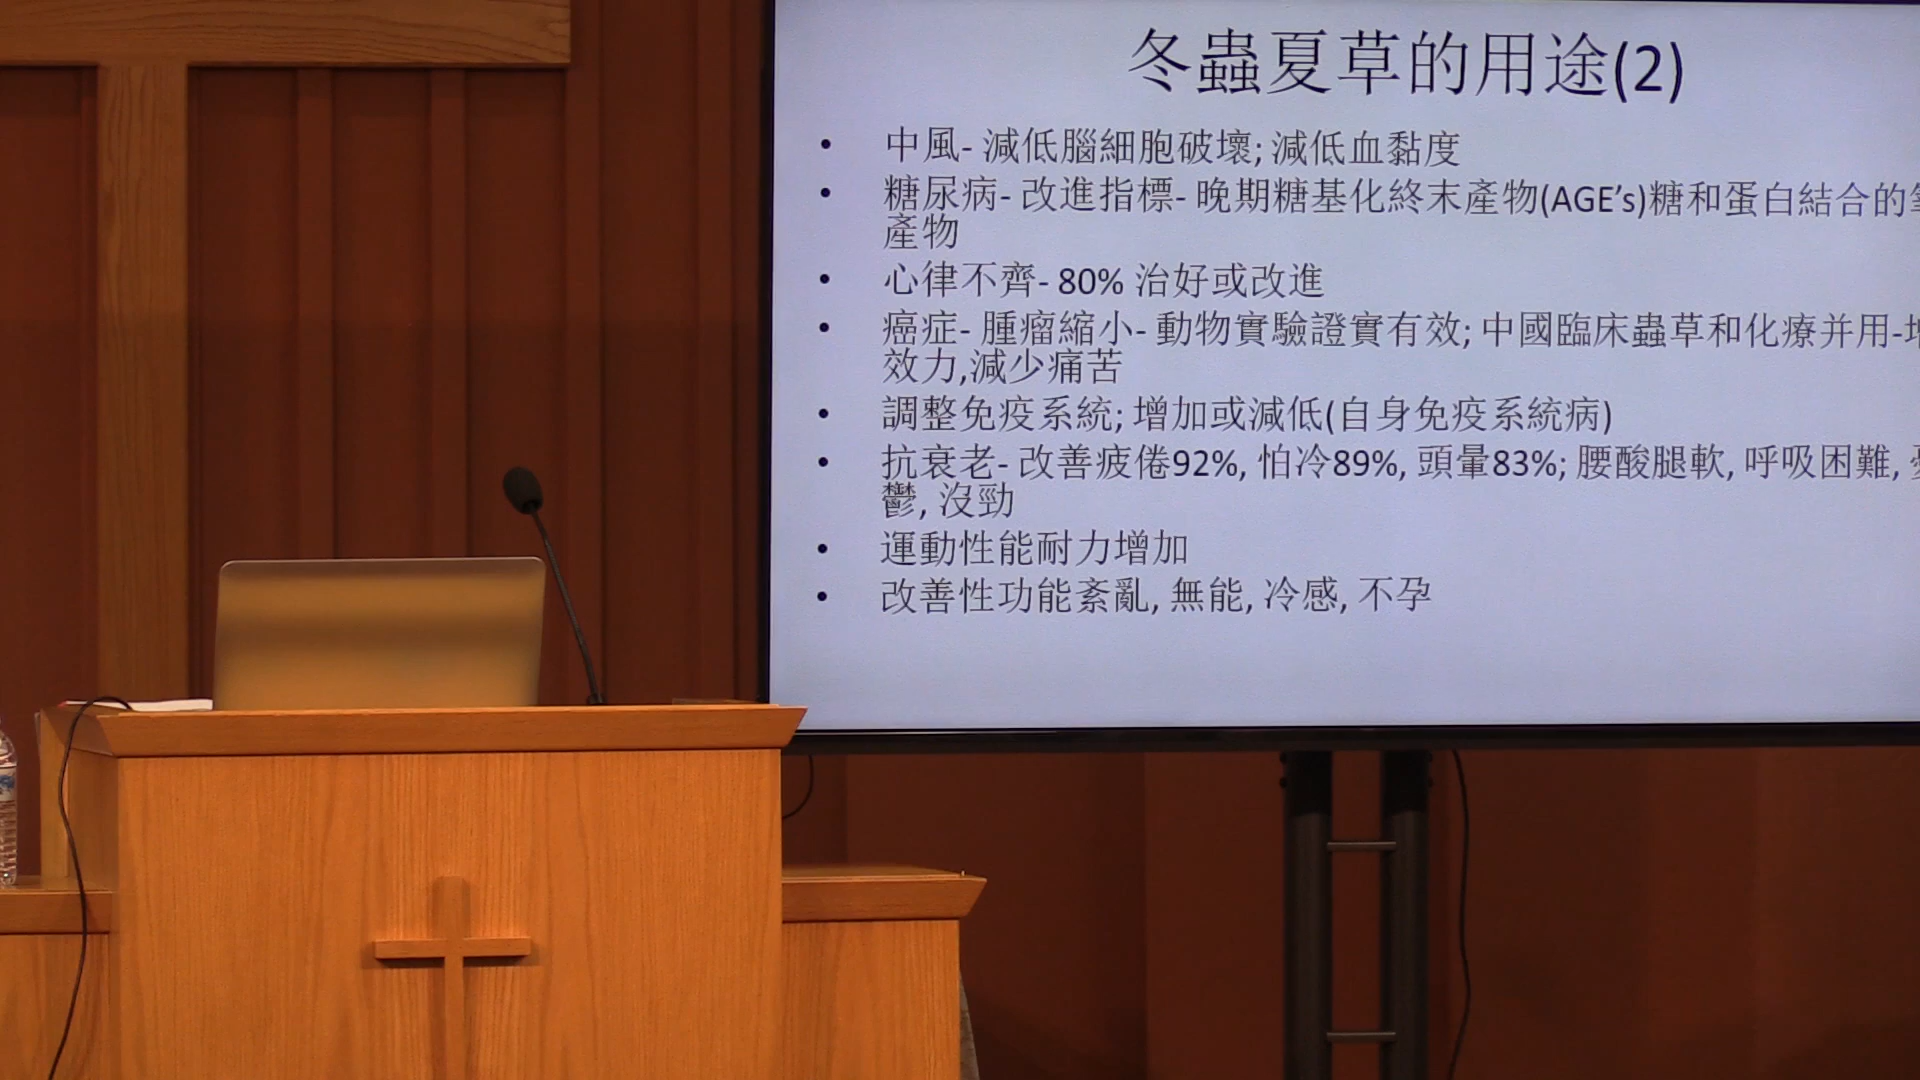 冬蟲夏草的用途(2)
• 中風- 減低腦細胞破壞; 減低血黏度
• 糖尿病- 改進指標- 晚期糖基化終末產物(AGE’s)糖和蛋白結合的
產物
• 心律不齊- 80% 治好或改進
• 癌症- 腫瘤縮小- 動物實驗證實有效; 中國臨床蟲草和化療并用-
效力,減少痛苦
• 調整免疫系統; 增加或減低(自身免疫系統病)
• 抗衰老- 改善疲倦92%, 怕冷89%, 頭暈83%; 腰酸腿軟, 呼吸困難,
鬱, 沒勁
• 運動性能耐力增加
• 改善性功能紊亂, 無能, 冷感, 不孕